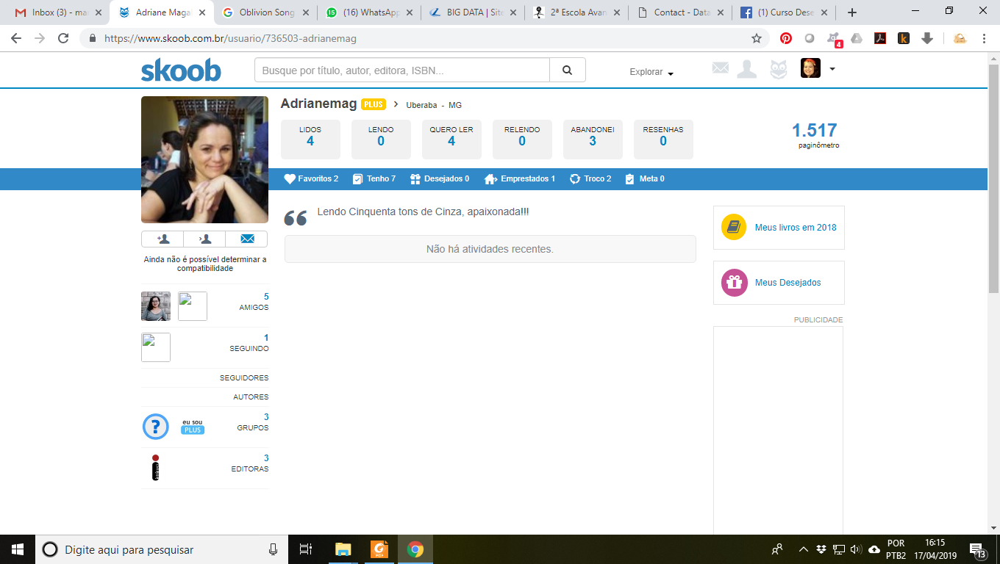 Inbox (3) - mar
Adriane Magal
Oblivion Song
(16) WhatsApp
BIG DATA | Site
2ª Escola Avan
Contact - Data
(1) Curso Dese
https://www.skoob.com.br/usuario/736503-adrianemag
4
skoob
Busque por título, autor, editora, ISBN...
Explorar
Adrianemag PLUS > Uberaba - MG
LIDOS
4
LENDO
0
QUERO LER
4
RELENDO
0
ABANDONEI
3
RESENHAS
0
1.517
paginômetro
Favoritos 2
Tenho 7
Desejados 0
Emprestados 1
Troco 2
Meta 0
Lendo Cinquenta tons de Cinza, apaixonada!!!
Não há atividades recentes.
Meus livros em 2018
Meus Desejados
PUBLICIDADE
Ainda não é possível determinar a
compatibilidade
5
AMIGOS
1
SEGUINDO
SEGUIDORES
AUTORES
eu sou
PLUS
3
GRUPOS
3
EDITORAS
Digite aqui para pesquisar
PDF
POR
PTB2
16:15
17/04/2019
13